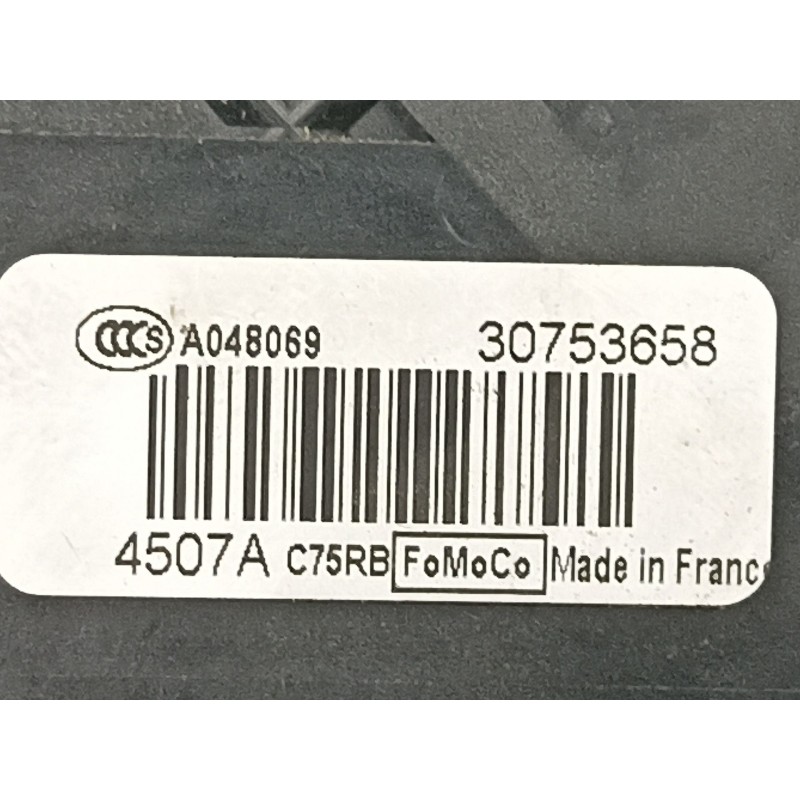 CCCS A048069 30753658
4507A C75RB FoMoCo Made in Franc